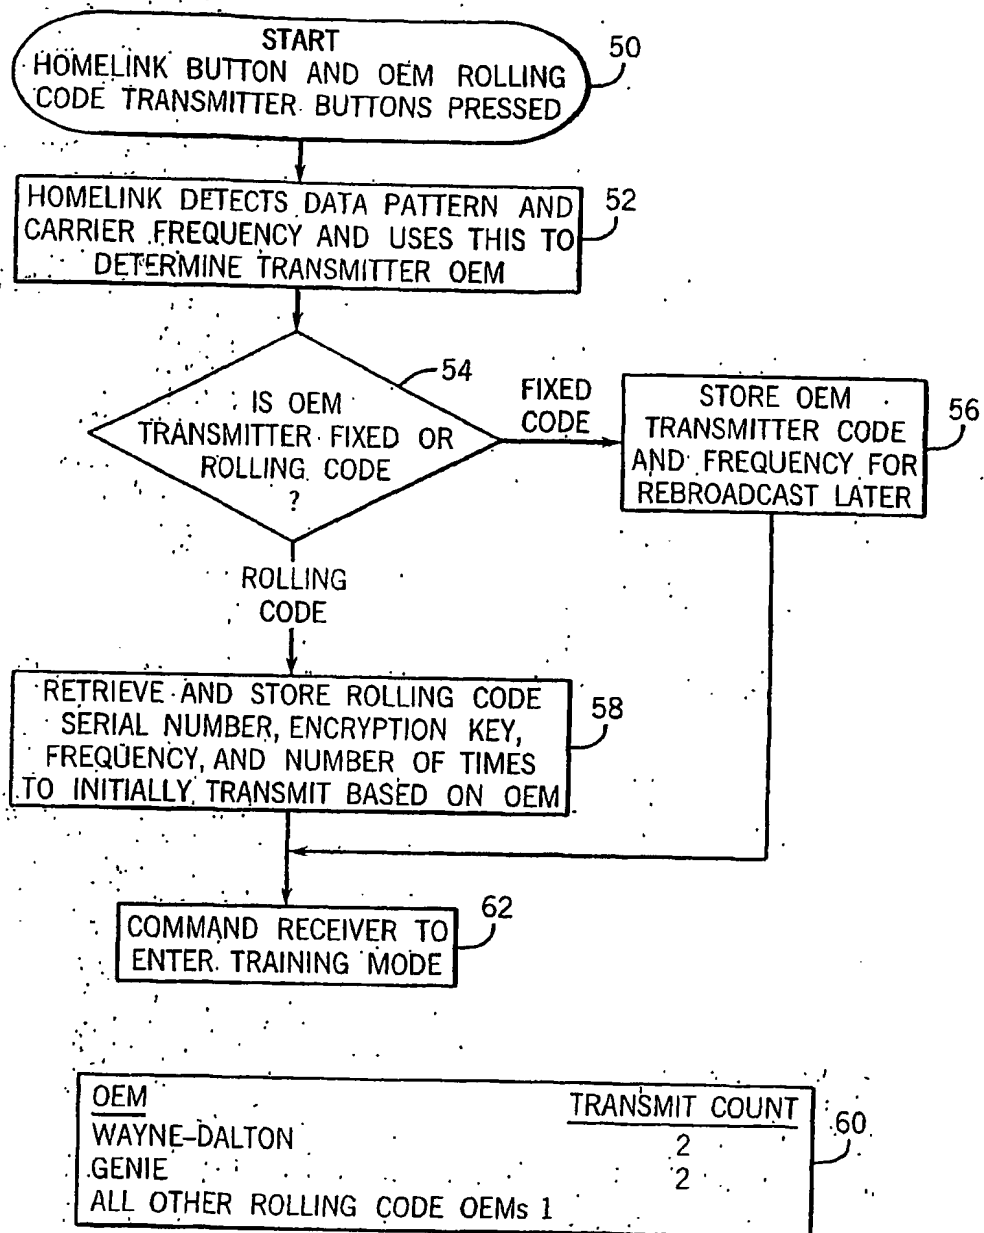 START
HOMELINK BUTTON AND OEM ROLLING
CODE TRANSMITTER BUTTONS PRESSED
50
HOMELINK DETECTS DATA PATTERN AND
CARRIER FREQUENCY AND USES THIS TO
DETERMINE TRANSMITTER OEM
52
IS OEM
TRANSMITTER FIXED OR
ROLLING CODE
?
54
FIXED
CODE
STORE OEM
TRANSMITTER CODE
AND FREQUENCY FOR
REBROADCAST LATER
56
ROLLING
CODE
RETRIEVE AND STORE ROLLING CODE
SERIAL NUMBER, ENCRYPTION KEY,
FREQUENCY, AND NUMBER OF TIMES
TO INITIALLY TRANSMIT BASED ON OEM
58
COMMAND RECEIVER TO
ENTER TRAINING MODE
62
OEM TRANSMIT COUNT
WAYNE-DALTON 2
GENIE 2
ALL OTHER ROLLING CODE OEMs 1
60